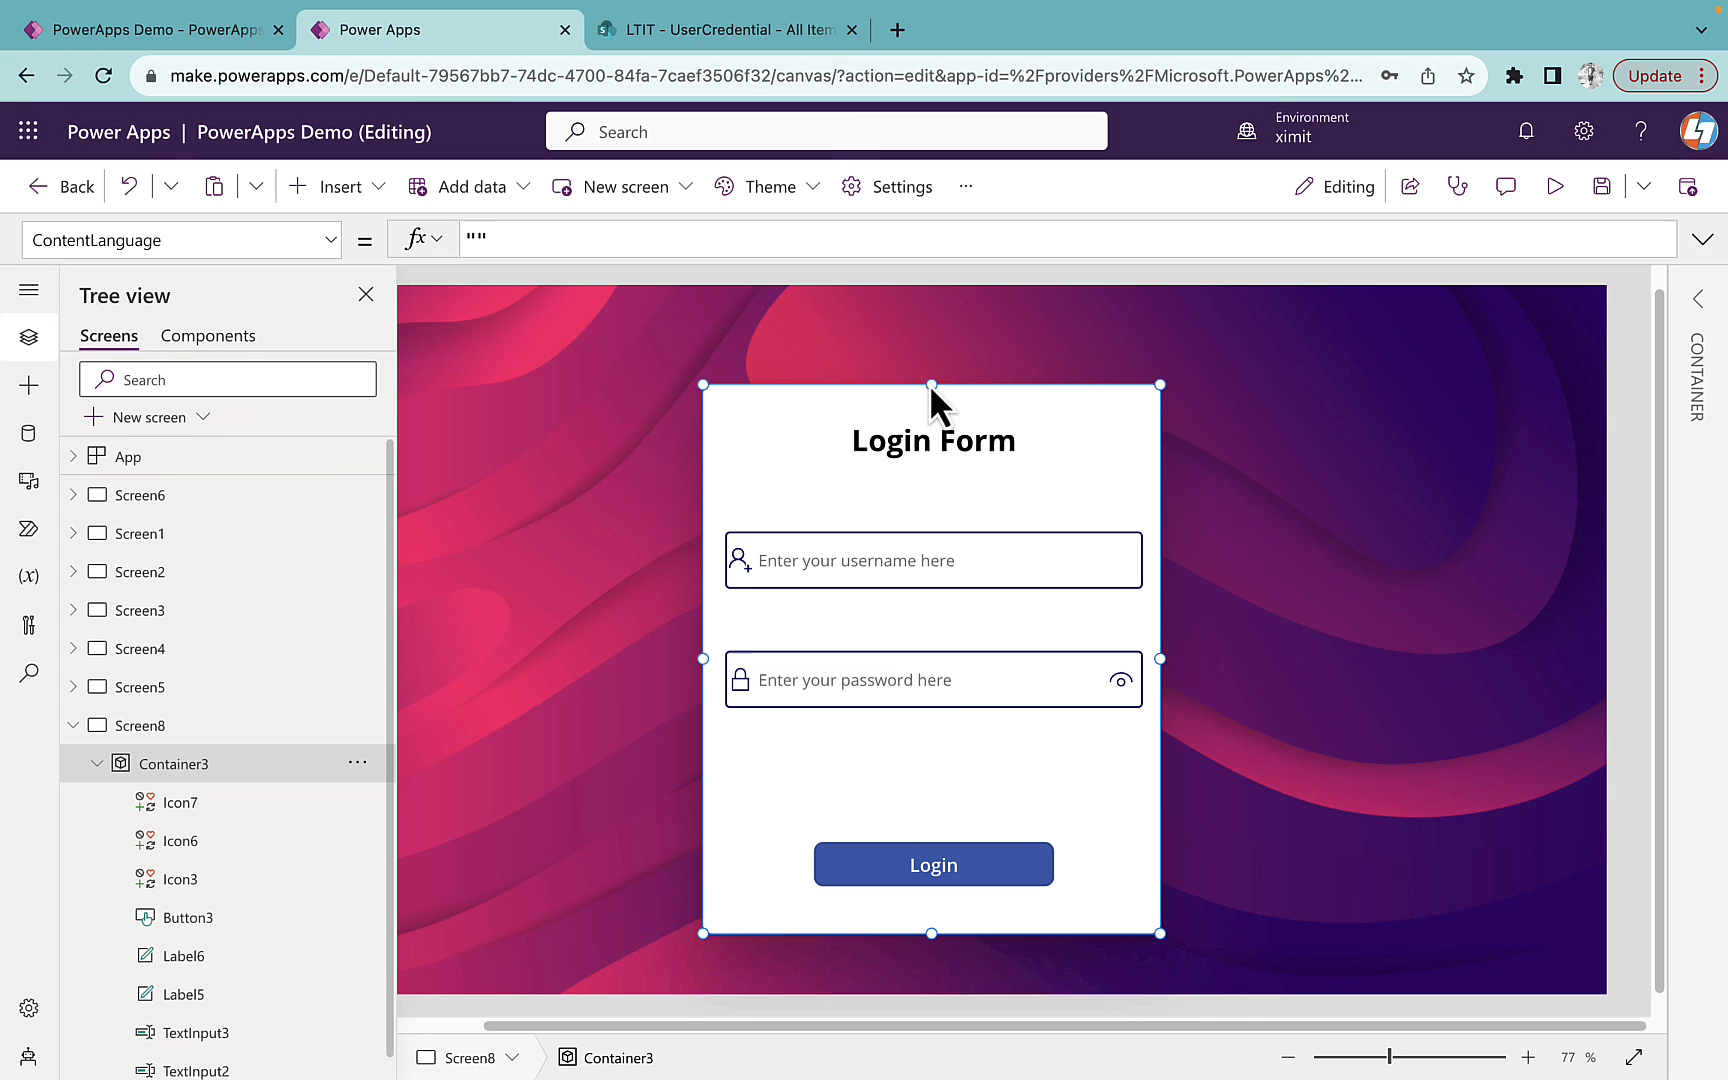 PowerApps Demo - PowerApps
Power Apps
LTIT - UserCredential - All Item
make.powerapps.com/e/Default-79567bb7-74dc-4700-84fa-7caef3506f32/canvas/?action=edit&app-id=%2Fproviders%2FMicrosoft.PowerApps%2...
Update
Power Apps | PowerApps Demo (Editing)
Search
Environment
ximit
Back
Insert
Add data
New screen
Theme
Settings
...
Editing
ContentLanguage
=
fx
""
Tree view
Screens
Components
Search
New screen
App
Screen6
Screen1
Screen2
Screen3
Screen4
Screen5
Screen8
Container3
...
Icon7
Icon6
Icon3
Button3
Label6
Label5
TextInput3
TextInput2
(x)
Login Form
Enter your username here
Enter your password here
Login
CONTAINER
Screen8
Container3
77 %